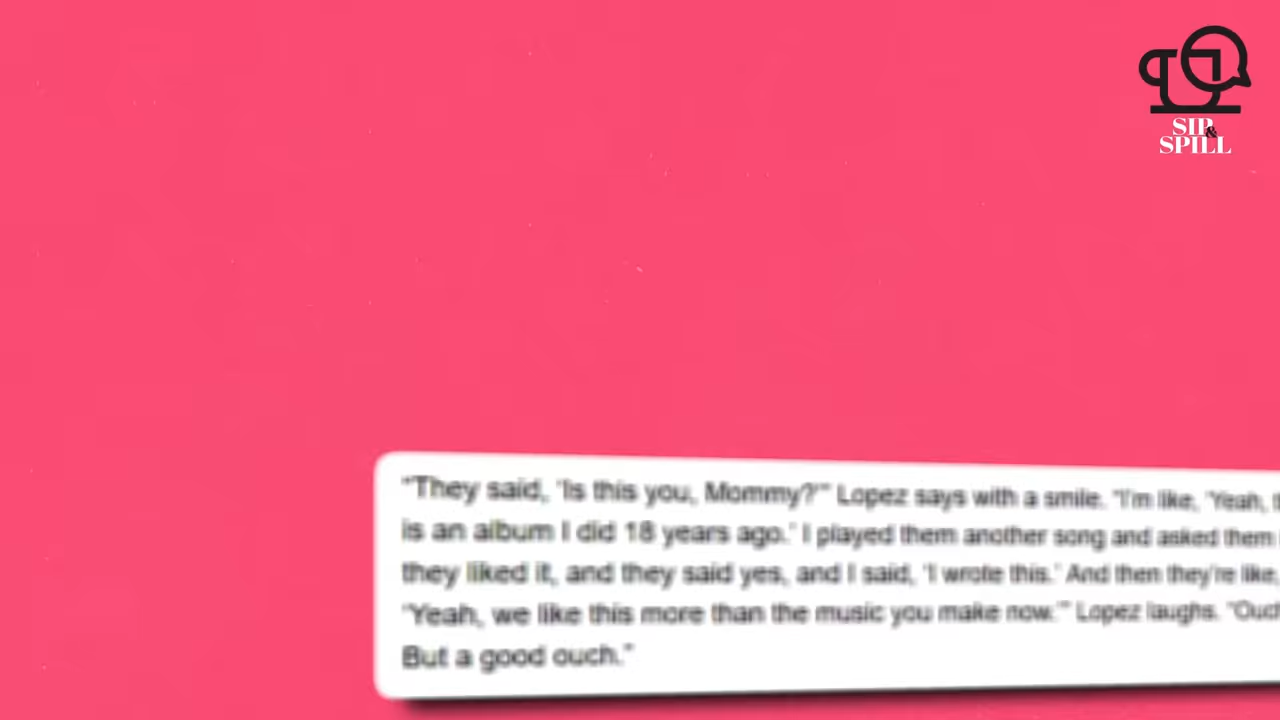 SIP
&
SPILL
"They said, 'Is this you, Mommy?'" Lopez says with a smile. "I'm like, 'Yeah,
is an album I did 18 years ago.' I played them another song and asked them
they liked it, and they said yes, and I said, 'I wrote this.' And then they're like,
'Yeah, we like this more than the music you make now.'" Lopez laughs. "Ouch
But a good ouch."